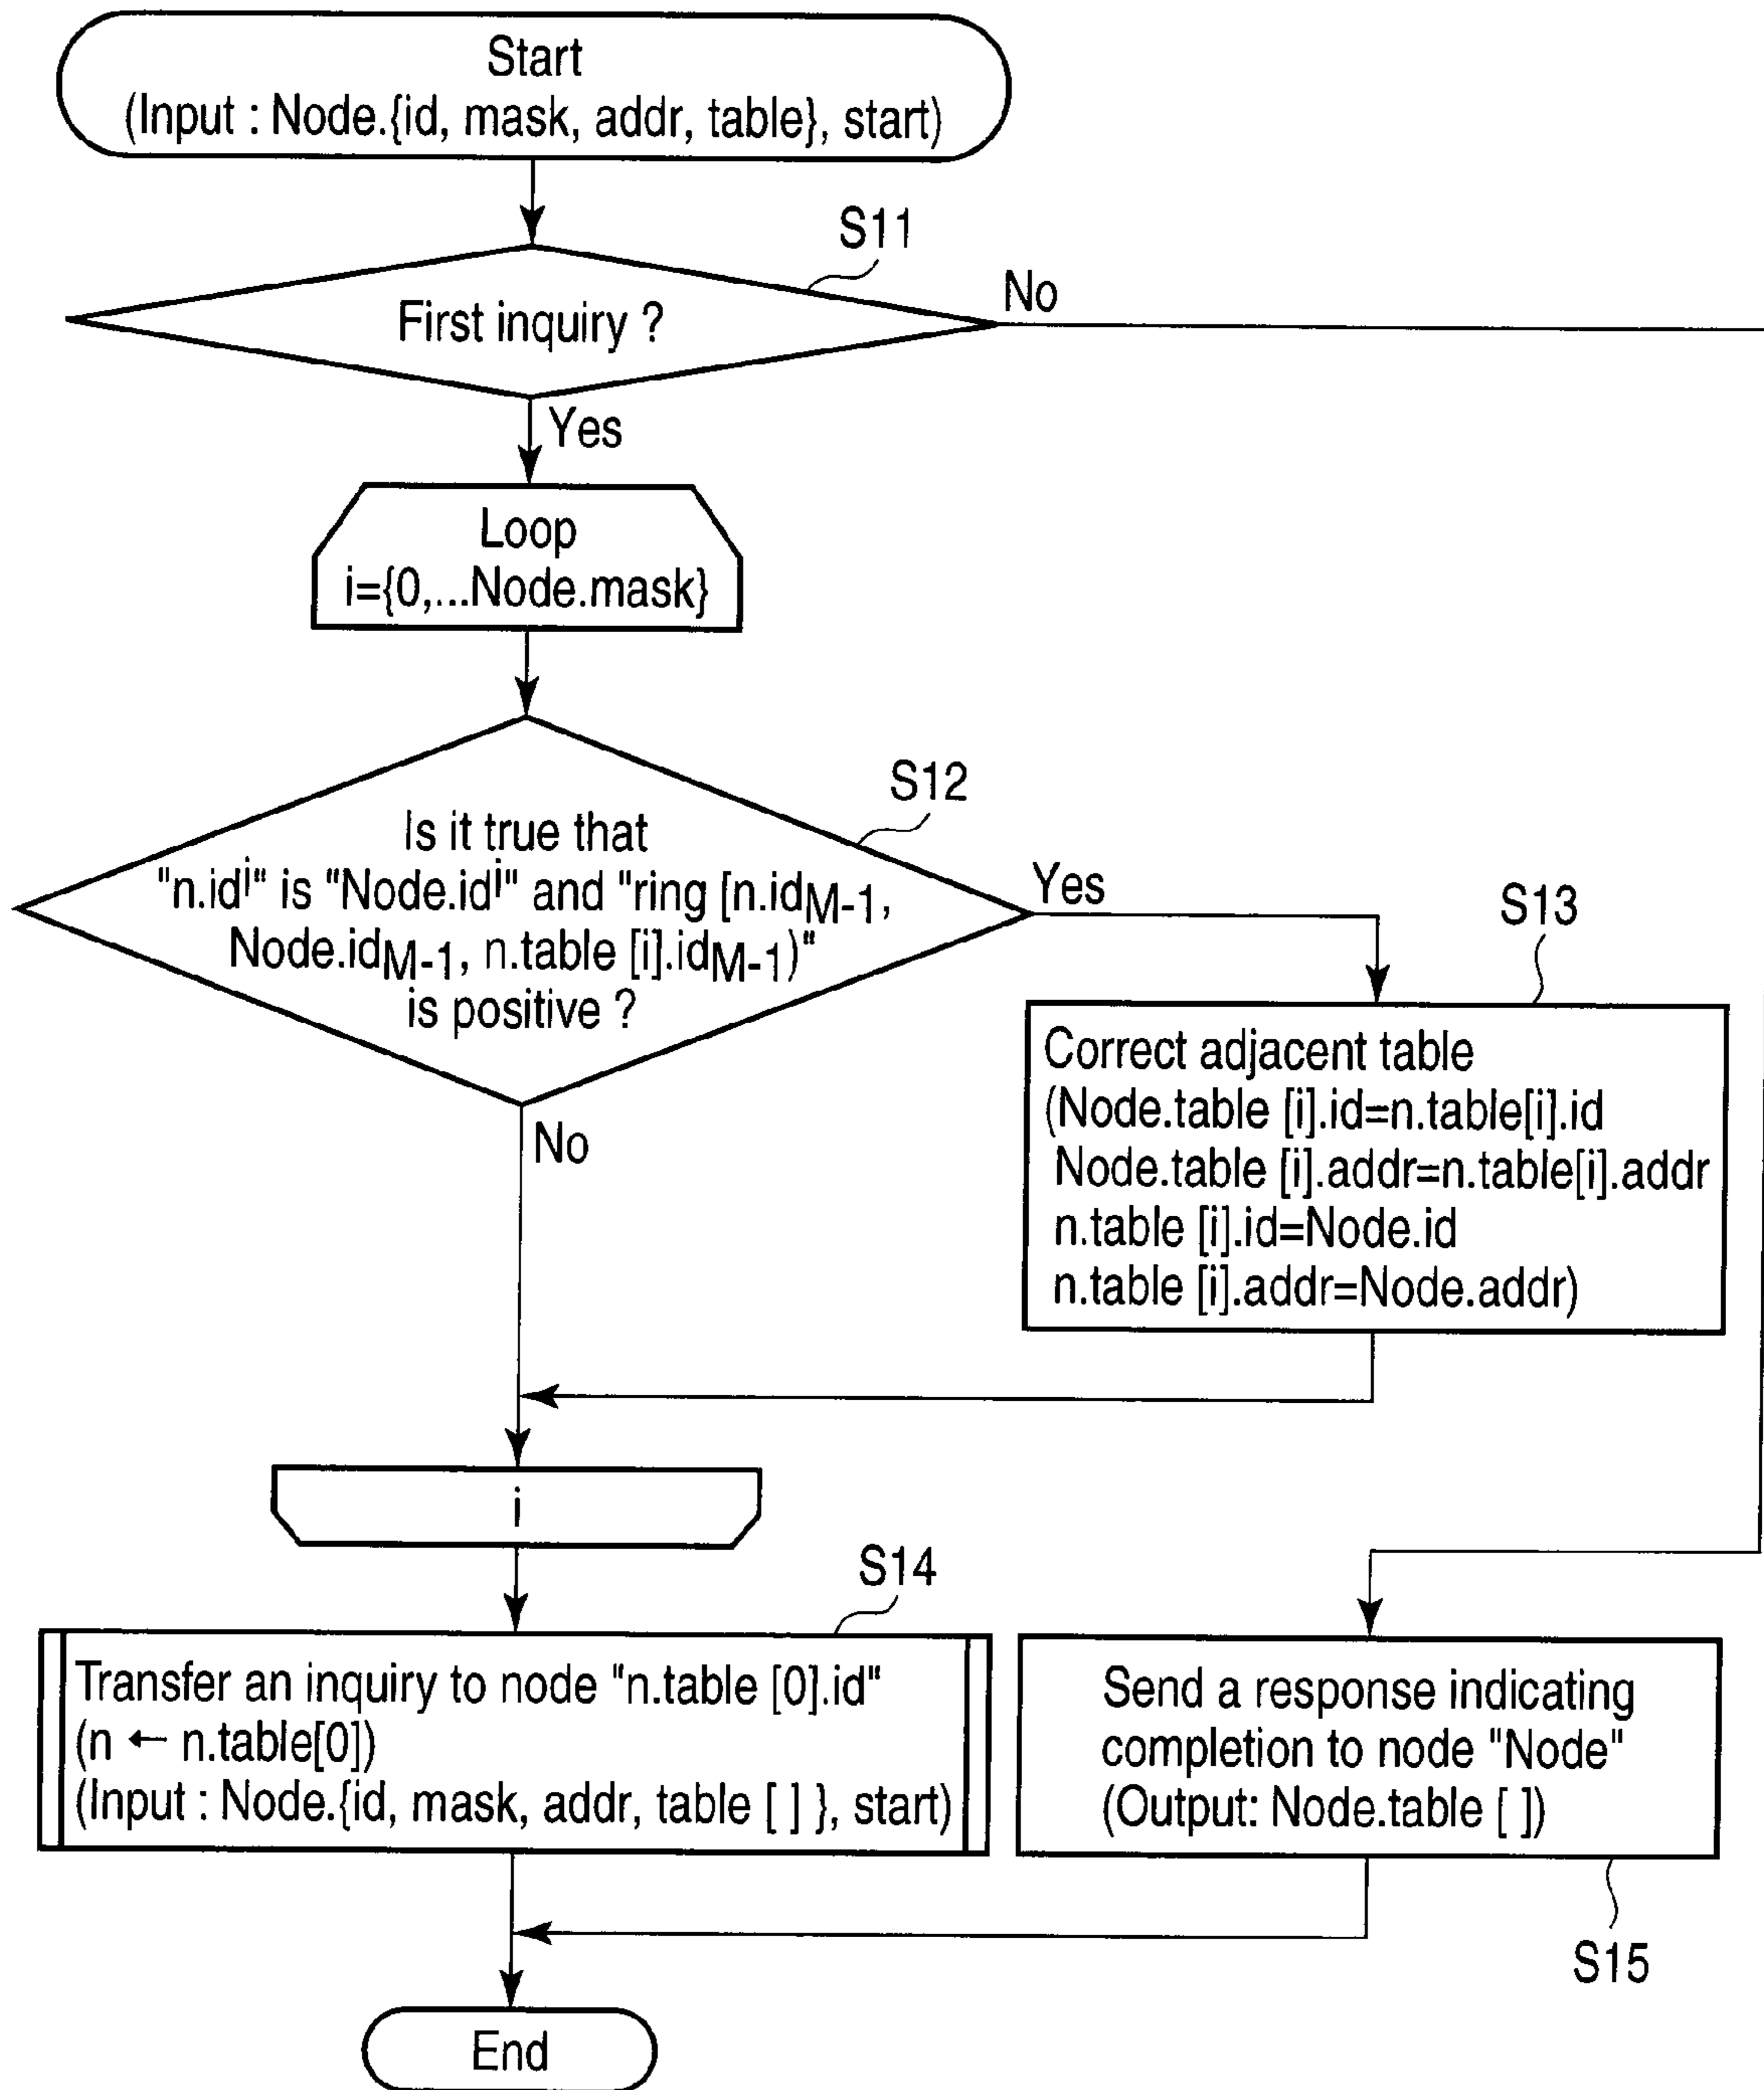 Start
(Input : Node.{id, mask, addr, table}, start)
S11
First inquiry ?
No
Yes
Loop
i={0,...Node.mask}
S12
Is it true that
"n.idⁱ" is "Node.idⁱ" and "ring [n.idM-1,
Node.idM-1, n.table [i].idM-1)"
is positive ?
Yes
No
S13
Correct adjacent table
(Node.table [i].id=n.table[i].id
Node.table [i].addr=n.table[i].addr
n.table [i].id=Node.id
n.table [i].addr=Node.addr)
i
S14
Transfer an inquiry to node "n.table [0].id"
(n ← n.table[0])
(Input : Node.{id, mask, addr, table [ ] }, start)
Send a response indicating
completion to node "Node"
(Output: Node.table [ ])
S15
End